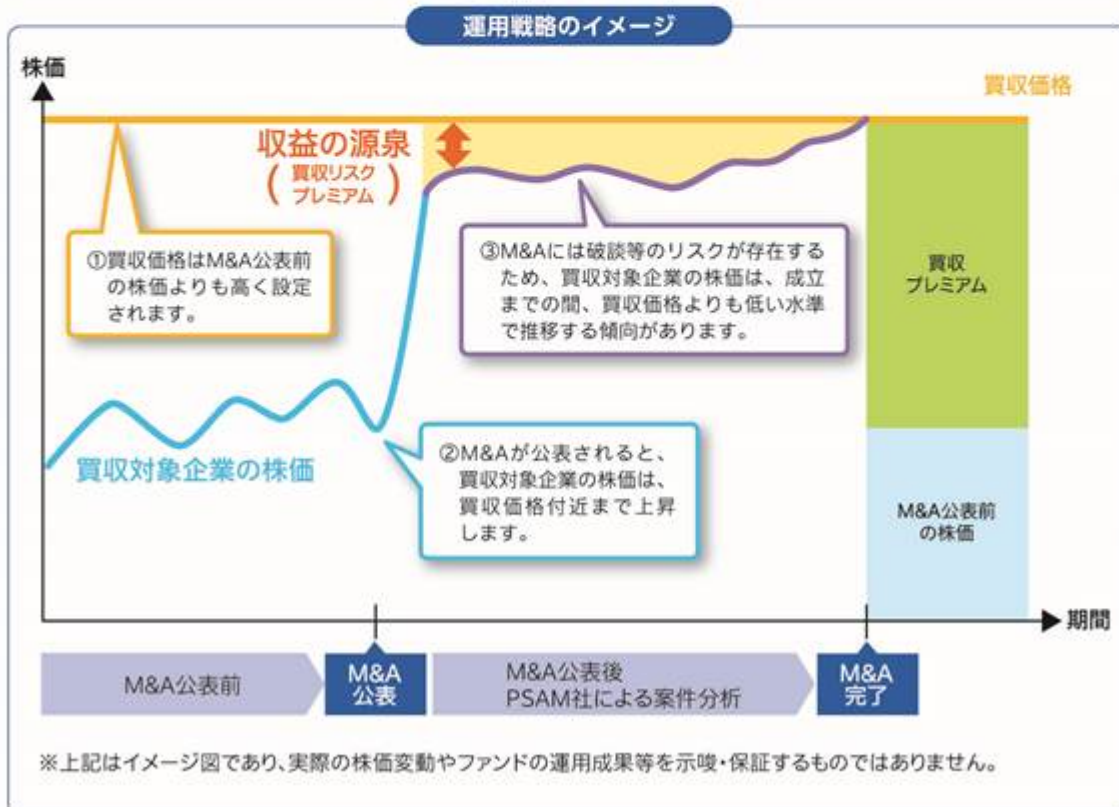 運用戦略のイメージ
株価
買収価格
収益の源泉
(買収リスク
プレミアム)
①買収価格はM&A公表前
の株価よりも高く設定
されます。
③M&Aには破談等のリスクが存在する
ため、買収対象企業の株価は、成立
までの間、買収価格よりも低い水準
で推移する傾向があります。
買収
プレミアム
買収対象企業の株価
②M&Aが公表されると、
買収対象企業の株価は、
買収価格付近まで上昇
します。
M&A公表前
の株価
期間
M&A公表前
M&A
公表
M&A公表後
PSAM社による案件分析
M&A
完了
※上記はイメージ図であり、実際の株価変動やファンドの運用成果等を示唆・保証するものではありません。